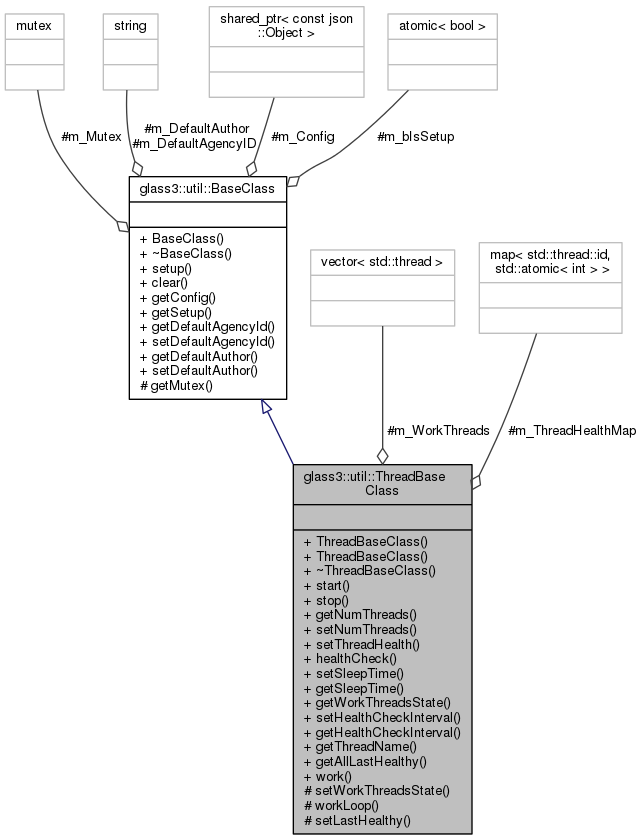 mutex
string
shared_ptr< const json
::Object >
atomic< bool >
#m_Mutex
#m_DefaultAuthor
#m_DefaultAgencyID
#m_Config
#m_bIsSetup
glass3::util::BaseClass
+ BaseClass()
+ ~BaseClass()
+ setup()
+ clear()
+ getConfig()
+ getSetup()
+ getDefaultAgencyId()
+ setDefaultAgencyId()
+ getDefaultAuthor()
+ setDefaultAuthor()
# getMutex()
vector< std::thread >
map< std::thread::id,
std::atomic< int > >
#m_WorkThreads
#m_ThreadHealthMap
glass3::util::ThreadBase
Class
+ ThreadBaseClass()
+ ThreadBaseClass()
+ ~ThreadBaseClass()
+ start()
+ stop()
+ getNumThreads()
+ setNumThreads()
+ setThreadHealth()
+ healthCheck()
+ setSleepTime()
+ getSleepTime()
+ getWorkThreadsState()
+ setHealthCheckInterval()
+ getHealthCheckInterval()
+ getThreadName()
+ getAllLastHealthy()
+ work()
# setWorkThreadsState()
# workLoop()
# setLastHealthy()